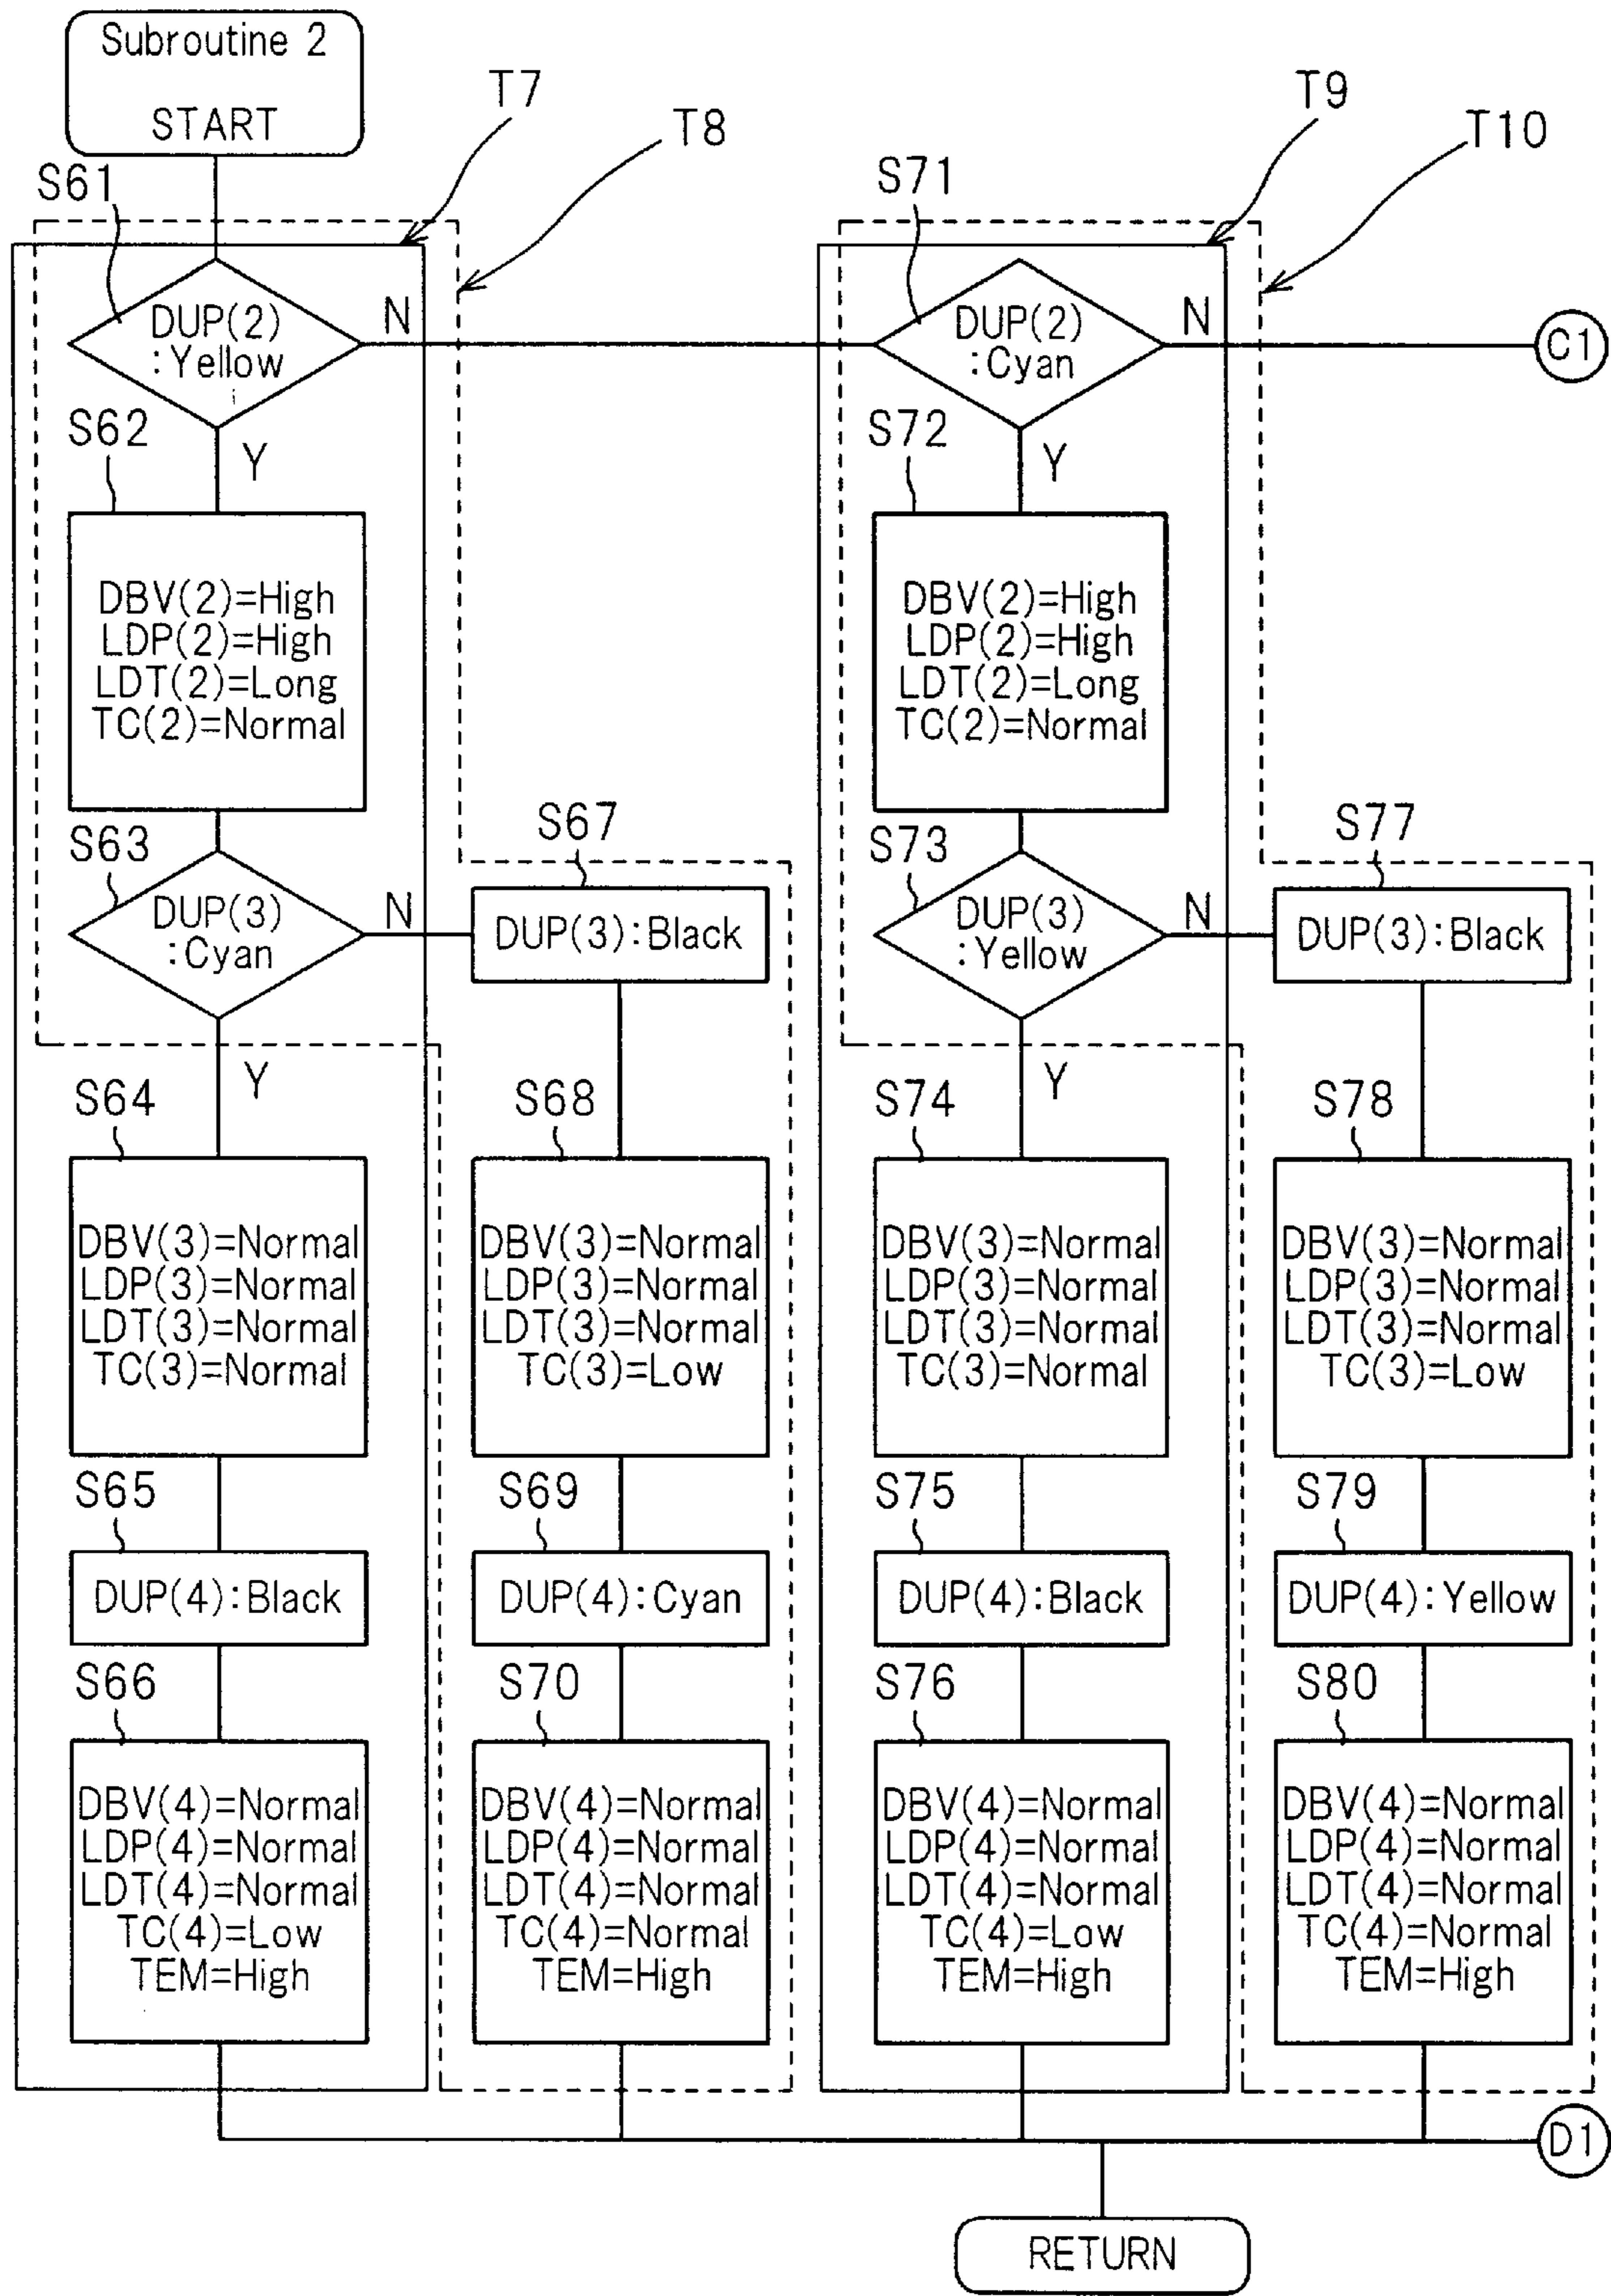 Subroutine 2
START
T7
T8
T9
T10
S61
DUP(2)
:Yellow
N
Y
S71
DUP(2)
:Cyan
N
Y
C1
S62
DBV(2)=High
LDP(2)=High
LDT(2)=Long
TC(2)=Normal
S72
DBV(2)=High
LDP(2)=High
LDT(2)=Long
TC(2)=Normal
S63
DUP(3)
:Cyan
N
Y
S67
DUP(3):Black
S73
DUP(3)
:Yellow
N
Y
S77
DUP(3):Black
S64
DBV(3)=Normal
LDP(3)=Normal
LDT(3)=Normal
TC(3)=Normal
S68
DBV(3)=Normal
LDP(3)=Normal
LDT(3)=Normal
TC(3)=Low
S74
DBV(3)=Normal
LDP(3)=Normal
LDT(3)=Normal
TC(3)=Normal
S78
DBV(3)=Normal
LDP(3)=Normal
LDT(3)=Normal
TC(3)=Low
S65
DUP(4):Black
S69
DUP(4):Cyan
S75
DUP(4):Black
S79
DUP(4):Yellow
S66
DBV(4)=Normal
LDP(4)=Normal
LDT(4)=Normal
TC(4)=Low
TEM=High
S70
DBV(4)=Normal
LDP(4)=Normal
LDT(4)=Normal
TC(4)=Normal
TEM=High
S76
DBV(4)=Normal
LDP(4)=Normal
LDT(4)=Normal
TC(4)=Low
TEM=High
S80
DBV(4)=Normal
LDP(4)=Normal
LDT(4)=Normal
TC(4)=Normal
TEM=High
D1
RETURN